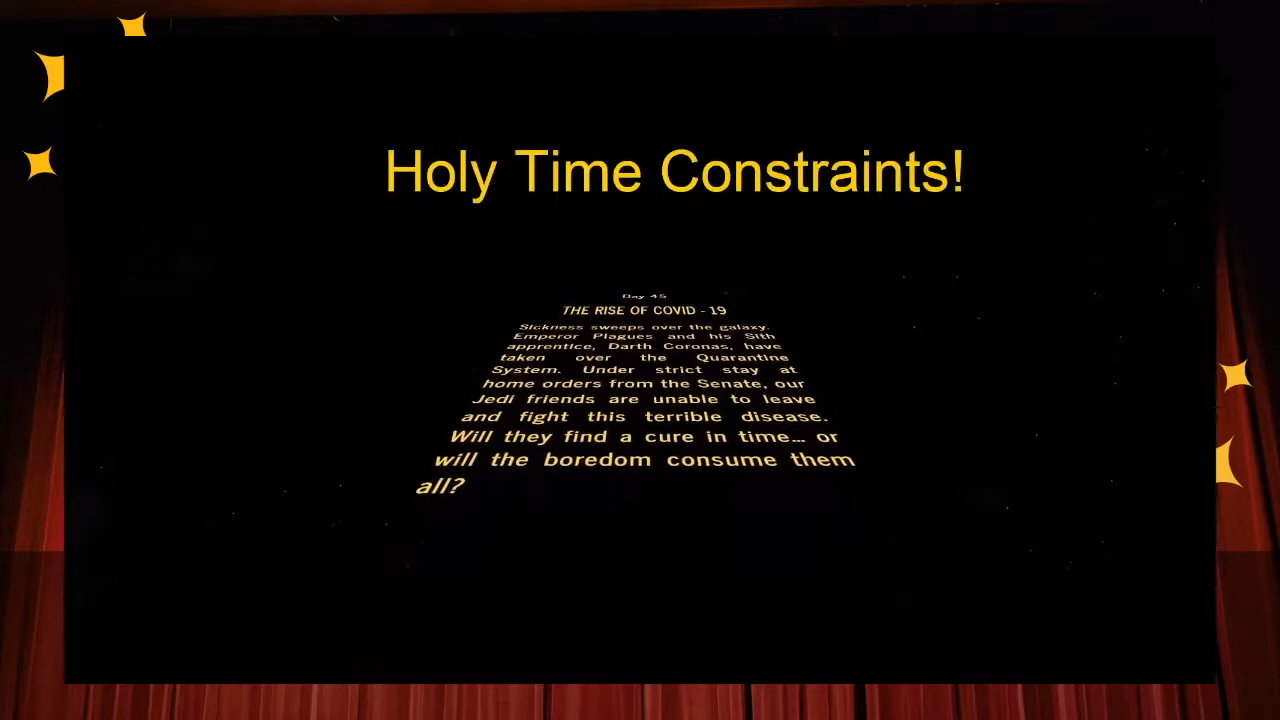 Holy Time Constraints!
Day 45
THE RISE OF COVID - 19
Sickness sweeps over the galaxy.
Emperor Plagues and his Sith
apprentice, Darth Coronas, have
taken over the Quarantine
System. Under strict stay at
home orders from the Senate, our
Jedi friends are unable to leave
and fight this terrible disease.
Will they find a cure in time... or
will the boredom consume them
all?